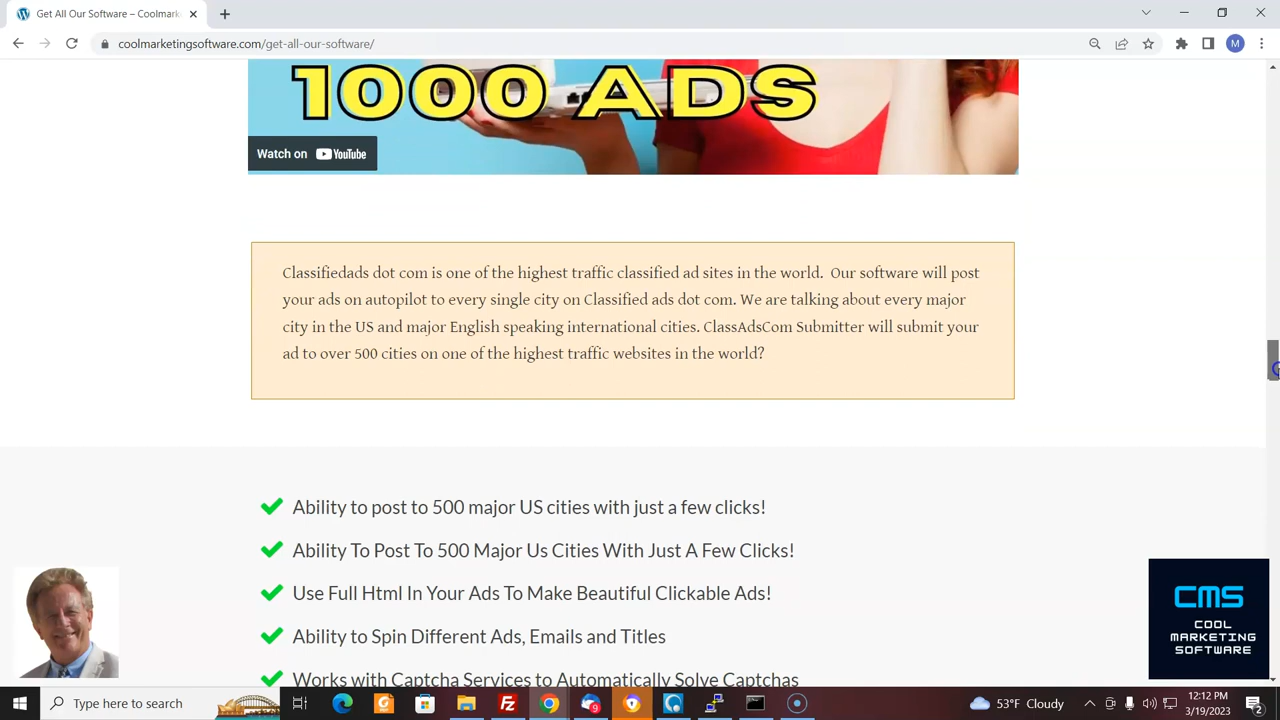 Get All Our Software – Coolmark
coolmarketingsoftware.com/get-all-our-software/
M
1000 ADS
Watch on YouTube
Classifiedads dot com is one of the highest traffic classified ad sites in the world.  Our software will post
your ads on autopilot to every single city on Classified ads dot com. We are talking about every major
city in the US and major English speaking international cities. ClassAdsCom Submitter will submit your
ad to over 500 cities on one of the highest traffic websites in the world?
Ability to post to 500 major US cities with just a few clicks!
Ability To Post To 500 Major Us Cities With Just A Few Clicks!
Use Full Html In Your Ads To Make Beautiful Clickable Ads!
Ability to Spin Different Ads, Emails and Titles
Works with Captcha Services to Automatically Solve Captchas
CMS
COOL
MARKETING
SOFTWARE
Type here to search
9
53°F Cloudy
12:12 PM
3/19/2023
2